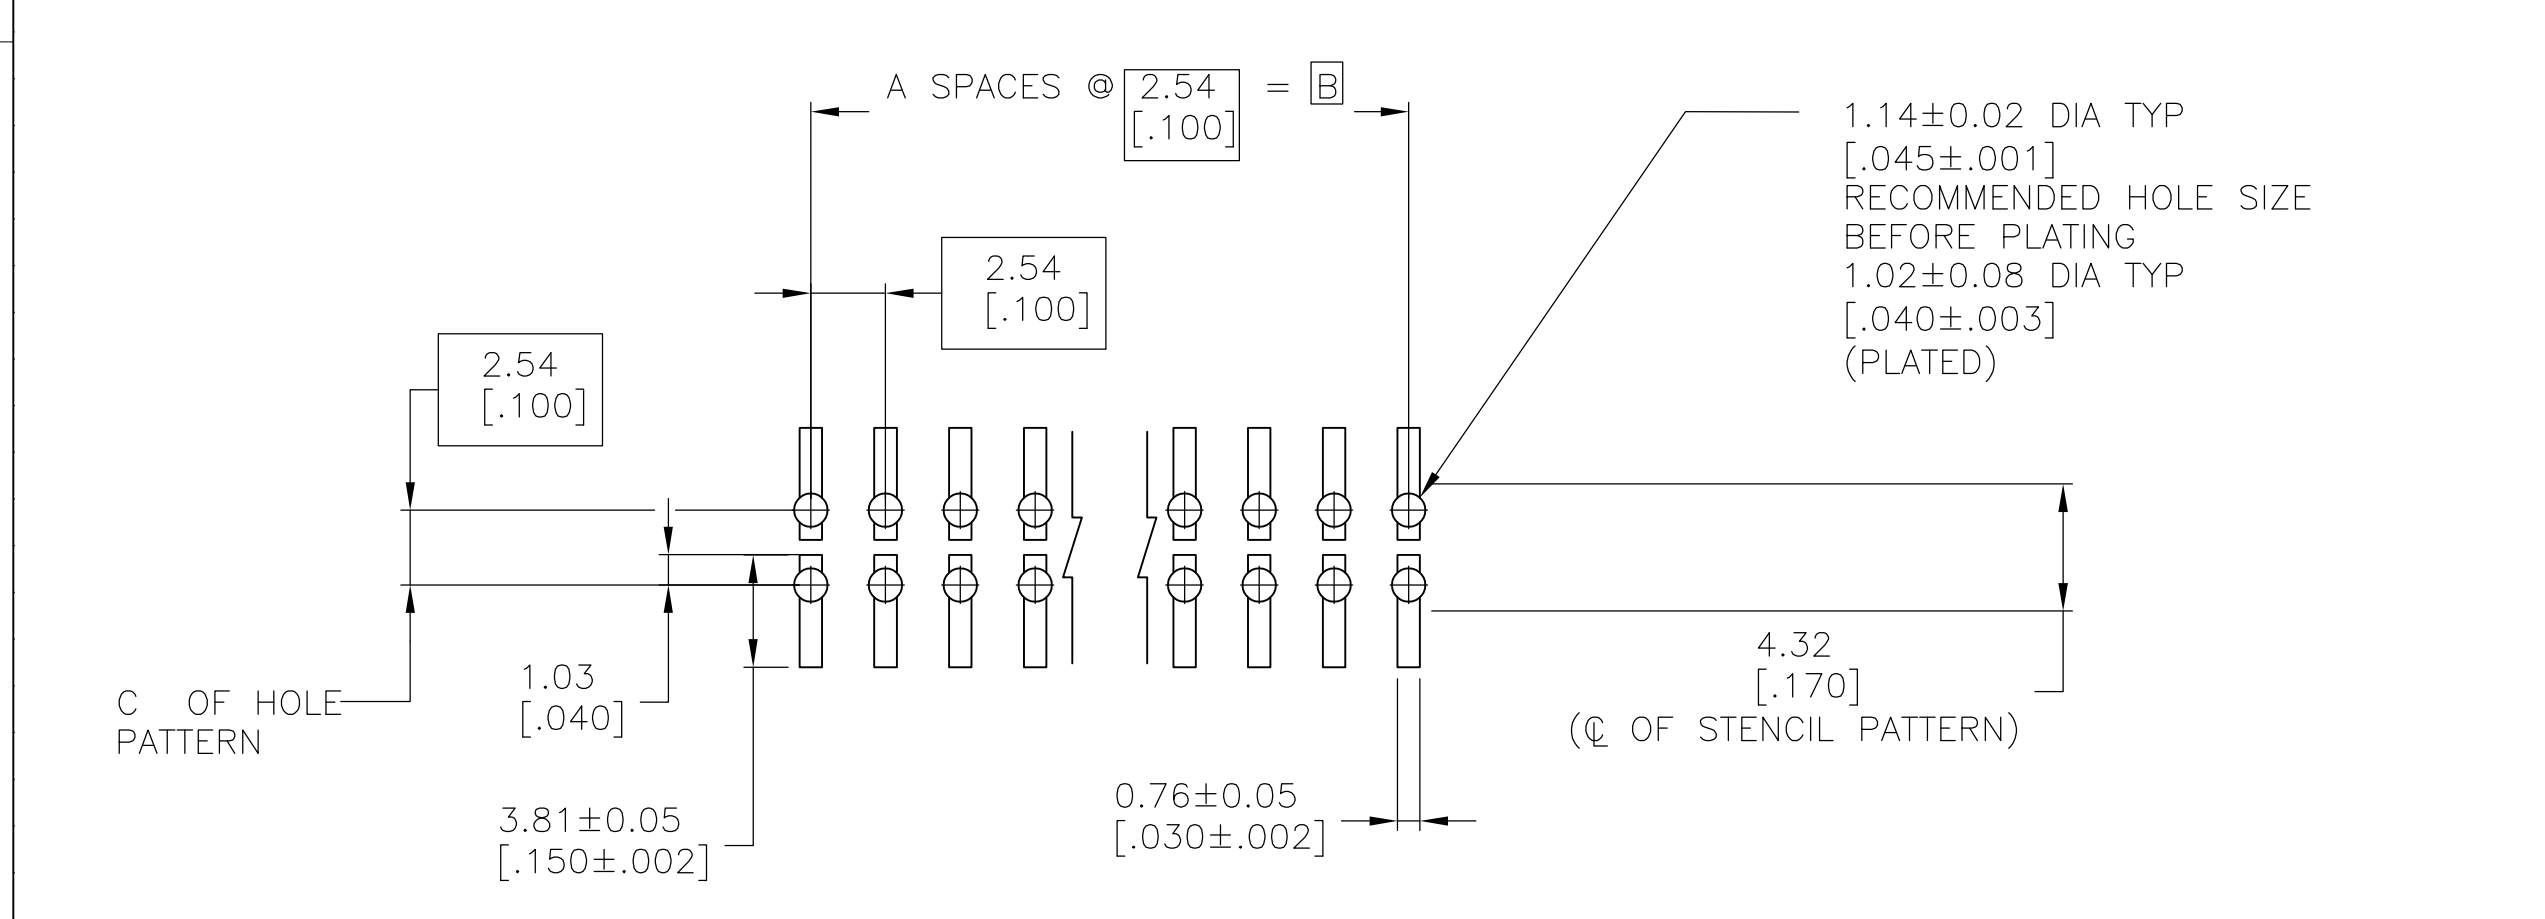 A SPACES @ 2.54 = B
[.100]
1.14±0.02 DIA TYP
[.045±.001]
RECOMMENDED HOLE SIZE
BEFORE PLATING
1.02±0.08 DIA TYP
[.040±.003]
(PLATED)
2.54
[.100]
2.54
[.100]
C OF HOLE
PATTERN
1.03
[.040]
3.81±0.05
[.150±.002]
0.76±0.05
[.030±.002]
4.32
[.170]
(℄ OF STENCIL PATTERN)